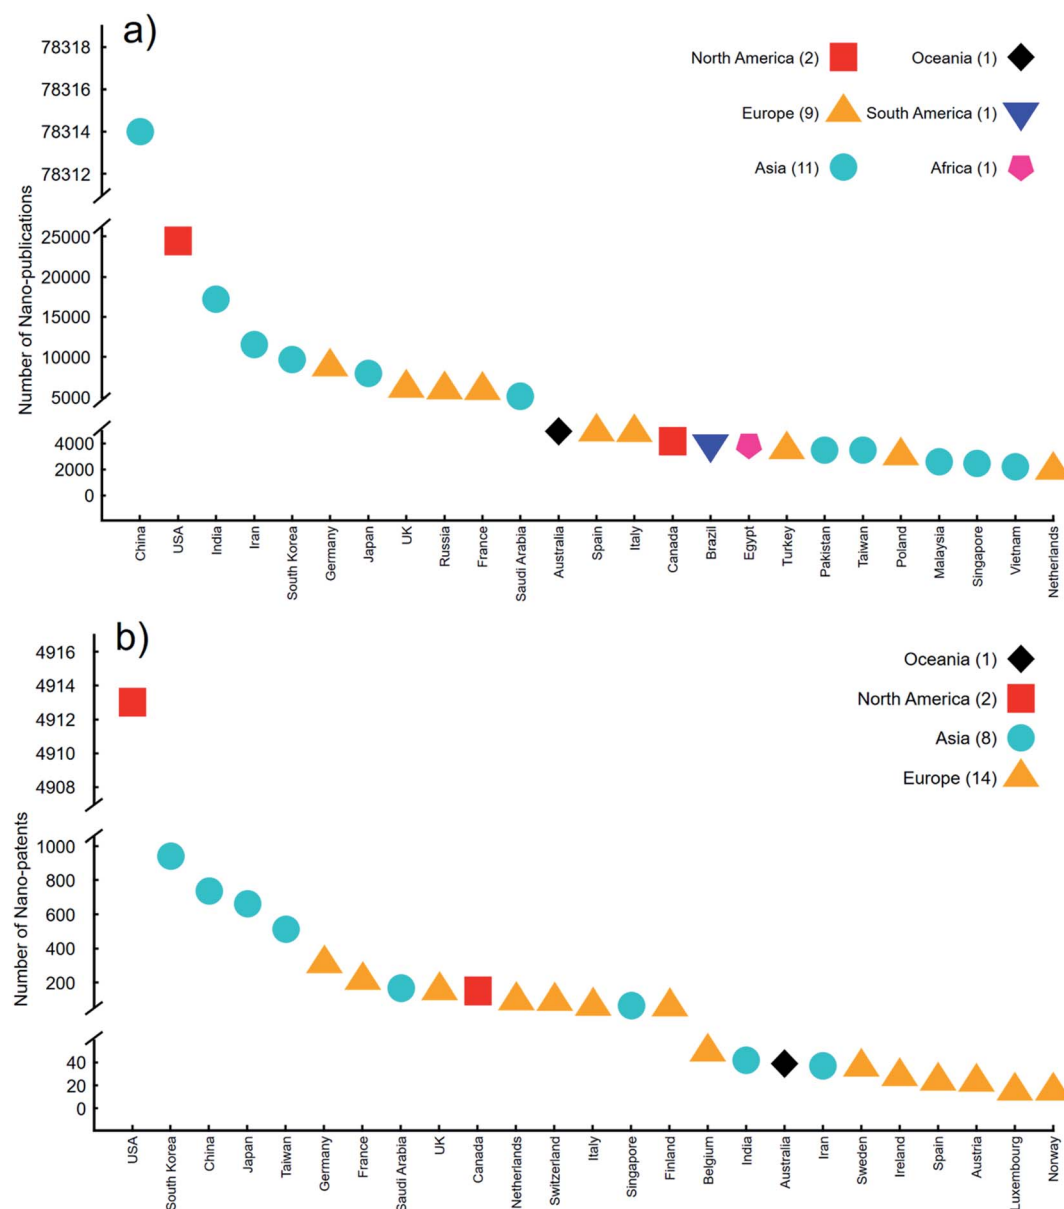 a)
78318
78316
78314
78312
25000
20000
15000
10000
5000
4000
2000
0
Number of Nano-publications
North America (2)
Oceania (1)
Europe (9)
South America (1)
Asia (11)
Africa (1)
China
USA
India
Iran
South Korea
Germany
Japan
UK
Russia
France
Saudi Arabia
Australia
Spain
Italy
Canada
Brazil
Egypt
Turkey
Pakistan
Taiwan
Poland
Malaysia
Singapore
Vietnam
Netherlands
b)
4916
4914
4912
4910
4908
1000
800
600
400
200
40
20
0
Number of Nano-patents
Oceania (1)
North America (2)
Asia (8)
Europe (14)
USA
South Korea
China
Japan
Taiwan
Germany
France
Saudi Arabia
UK
Canada
Netherlands
Switzerland
Italy
Singapore
Finland
Belgium
India
Australia
Iran
Sweden
Ireland
Spain
Austria
Luxembourg
Norway